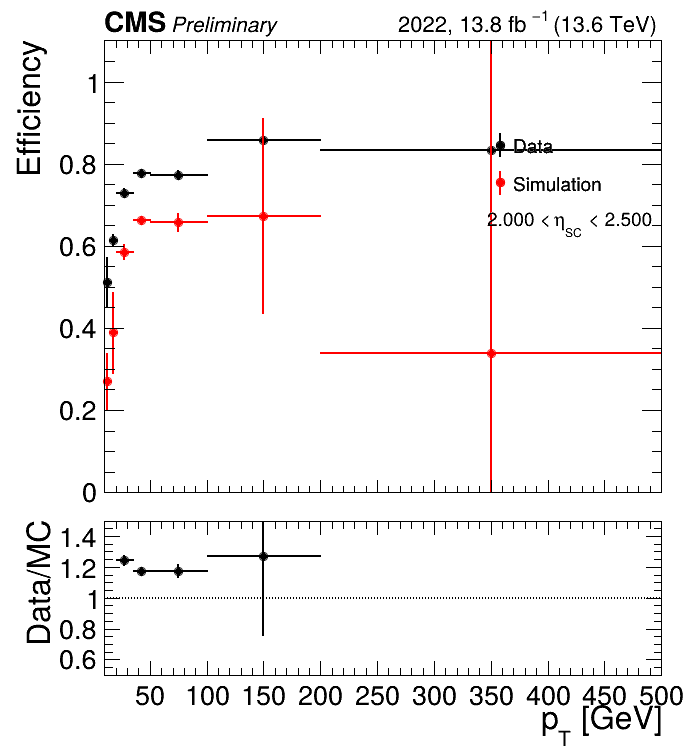 CMS Preliminary 2022, 13.8 fb⁻¹ (13.6 TeV)
Efficiency
1
0.8
0.6
0.4
0.2
0
Data
Simulation
2.000 < η_SC < 2.500
Data/MC
1.4
1.2
1
0.8
0.6
50 100 150 200 250 300 350 400 450 500
p_T [GeV]